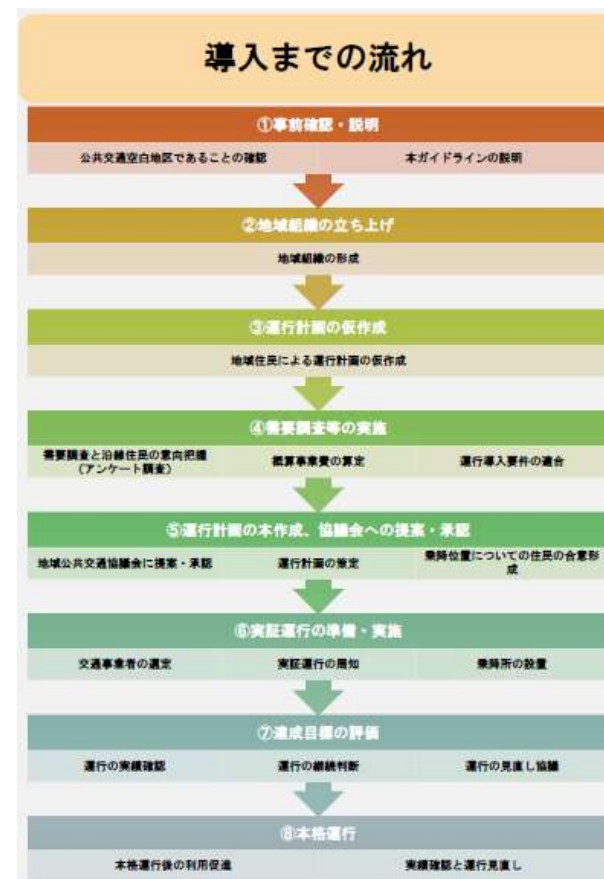 導入までの流れ
①事前確認・説明
公共交通空白地区であることの確認
本ガイドラインの説明
②地域組織の立ち上げ
地域組織の形成
③運行計画の仮作成
地域住民による運行計画の仮作成
④需要調査等の実施
需要調査と沿線住民の意向把握
(アンケート調査)
概算事業費の算定
運行導入要件の適合
⑤運行計画の本作成、協議会への提案・承認
地域公共交通協議会に提案・承認
運行計画の策定
乗降位置についての住民の合意形
成
⑥実証運行の準備・実施
交通事業者の選定
実証運行の周知
乗降所の設置
⑦達成目標の評価
運行の実績確認
運行の継続判断
運行の見直し協議
⑧本格運行
本格運行後の利用促進
実績確認と運行見直し